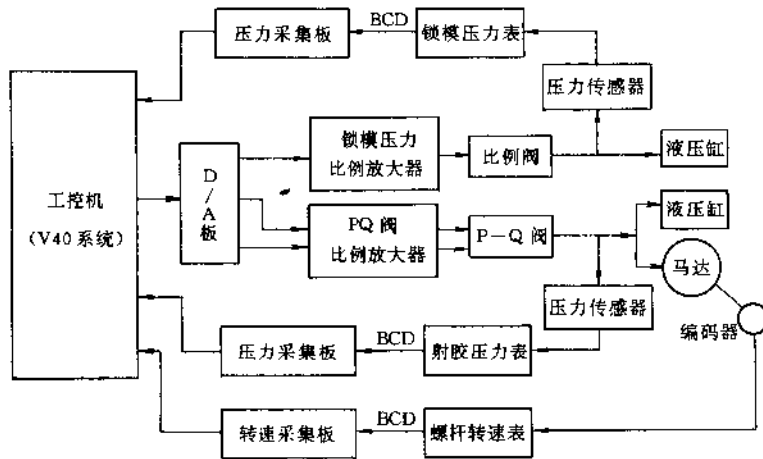 BCD
压力采集板
锁模压力表
压力传感器
锁模压力
比例放大器
比例阀
液压缸
工控机
（V40系统）
D/A板
PQ阀
比例放大器
P－Q阀
液压缸
马达
压力传感器
编码器
压力采集板
BCD
射胶压力表
转速采集板
BCD
螺杆转速表